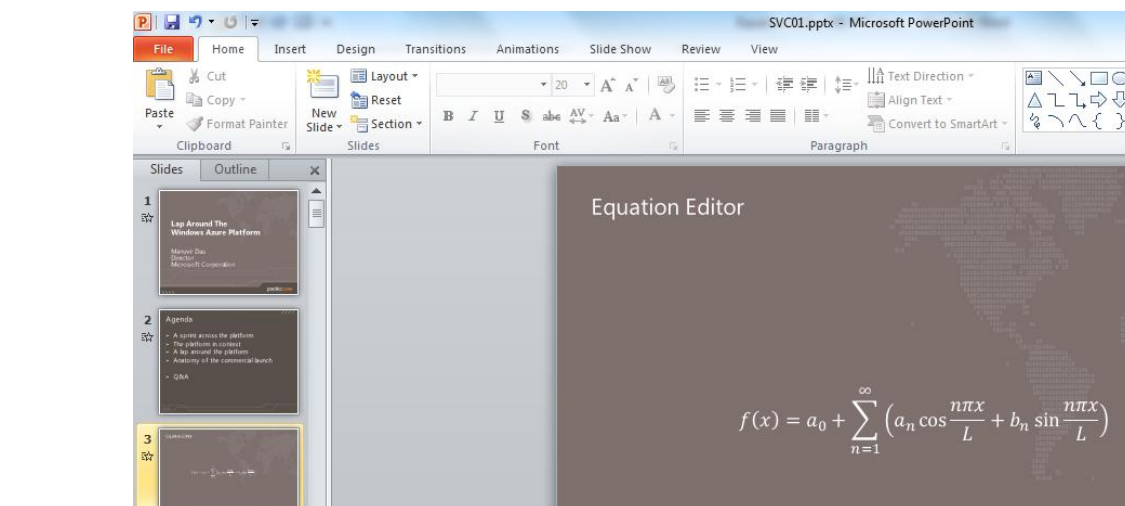 SVC01.pptx - Microsoft PowerPoint
File Home Insert Design Transitions Animations Slide Show Review View
Paste
Cut
Copy
Format Painter
Clipboard
New
Slide
Layout
Reset
Section
Slides
20
B I U S abc AV Aa A
Font
Text Direction
Align Text
Convert to SmartArt
Paragraph
Slides Outline
1
Lap Around The
Windows Azure Platform
Director
Microsoft Corporation
2
Agenda
A sprint across the platform
The platform in context
A lap around the platform
Anatomy of the commercial launch
Q&A
3
Equation Editor
f(x) = a₀ + ∑ₙ₌₁^∞ (aₙ cos nπx/L + bₙ sin nπx/L)